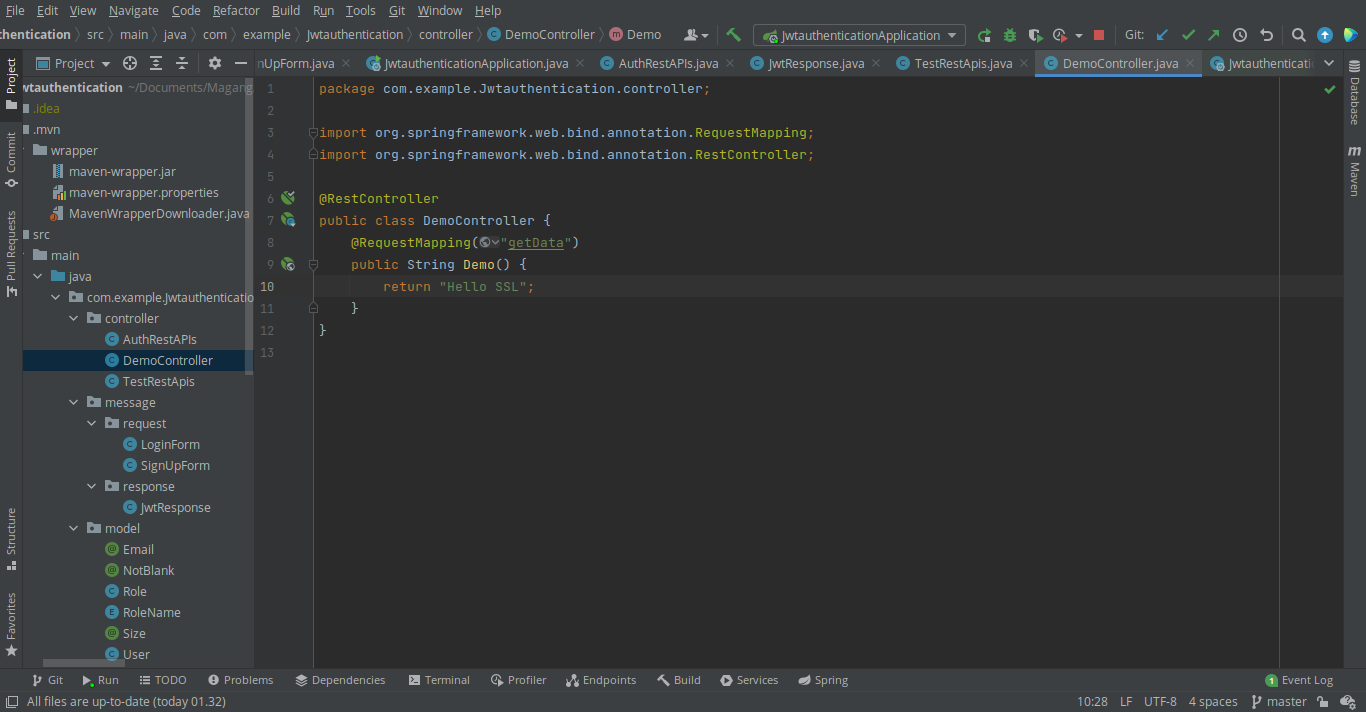 File Edit View Navigate Code Refactor Build Run Tools Git Window Help
thentication src main java com example Jwtauthentication controller DemoController Demo JwtauthenticationApplication Git:
Project nUpForm.java JwtauthenticationApplication.java AuthRestAPIs.java JwtResponse.java TestRestApis.java DemoController.java Jwtauthenticati
wtauthentication ~/Documents/Magang
.idea
.mvn
wrapper
maven-wrapper.jar
maven-wrapper.properties
MavenWrapperDownloader.java
src
main
java
com.example.Jwtauthenticatio
controller
AuthRestAPIs
DemoController
TestRestApis
message
request
LoginForm
SignUpForm
response
JwtResponse
model
Email
NotBlank
Role
RoleName
Size
User
1 package com.example.Jwtauthentication.controller;
2
3 import org.springframework.web.bind.annotation.RequestMapping;
4 import org.springframework.web.bind.annotation.RestController;
5
6 @RestController
7 public class DemoController {
8 @RequestMapping("getData")
9 public String Demo() {
10 return "Hello SSL";
11 }
12 }
13
Project
Commit
Pull Requests
Structure
Favorites
Database
m Maven
Git Run TODO Problems Dependencies Terminal Profiler Endpoints Build Services Spring 1 Event Log
All files are up-to-date (today 01.32) 10:28 LF UTF-8 4 spaces master